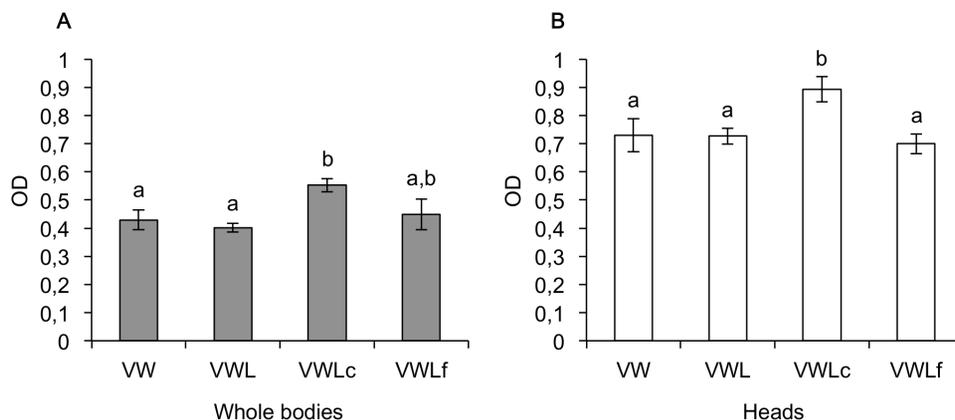 A
1
0,9
0,8
0,7
0,6
0,5
0,4
0,3
0,2
0,1
0
OD
a
a
b
a,b
VW VWL VWLc VWLf
Whole bodies
B
1
0,9
0,8
0,7
0,6
0,5
0,4
0,3
0,2
0,1
0
OD
a
a
b
a
VW VWL VWLc VWLf
Heads